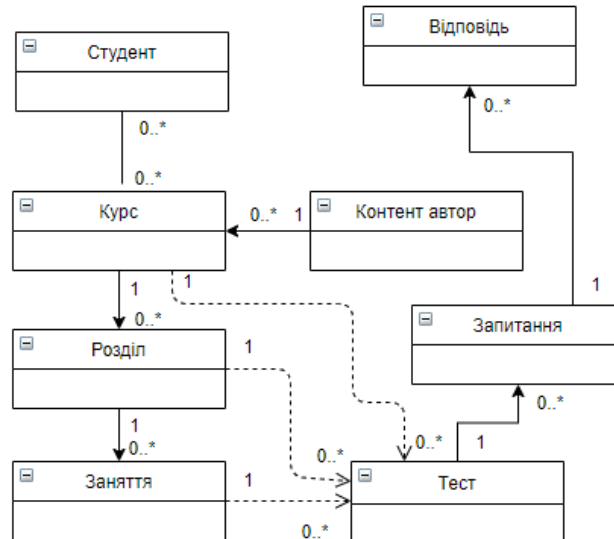 Студент
Відповідь
0..*
0..*
0..*
Курс
0..*
1
Контент автор
1
1
0..*
1
Запитання
Розділ
1
0..*
1
0..*
0..*
1
0..*
Заняття
1
Тест
0..*